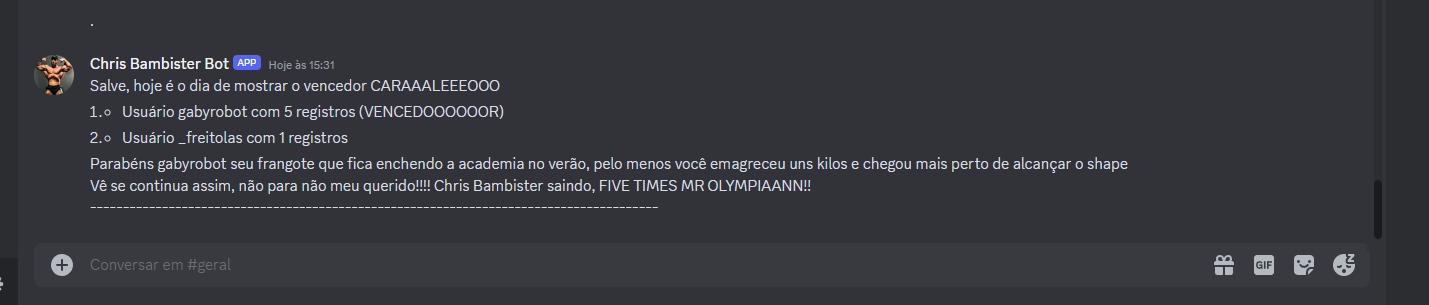 .
Chris Bambister Bot APP Hoje às 15:31
Salve, hoje é o dia de mostrar o vencedor CARAAALEEEOOO
1. ◦ Usuário gabyrobot com 5 registros (VENCEDOOOOOOR)
2. ◦ Usuário _freitolas com 1 registros
Parabéns gabyrobot seu frangote que fica enchendo a academia no verão, pelo menos você emagreceu uns kilos e chegou mais perto de alcançar o shape
Vê se continua assim, não para não meu querido!!!! Chris Bambister saindo, FIVE TIMES MR OLYMPIAANN!!
----------------------------------------------------------------------------------------
Conversar em #geral
GIF